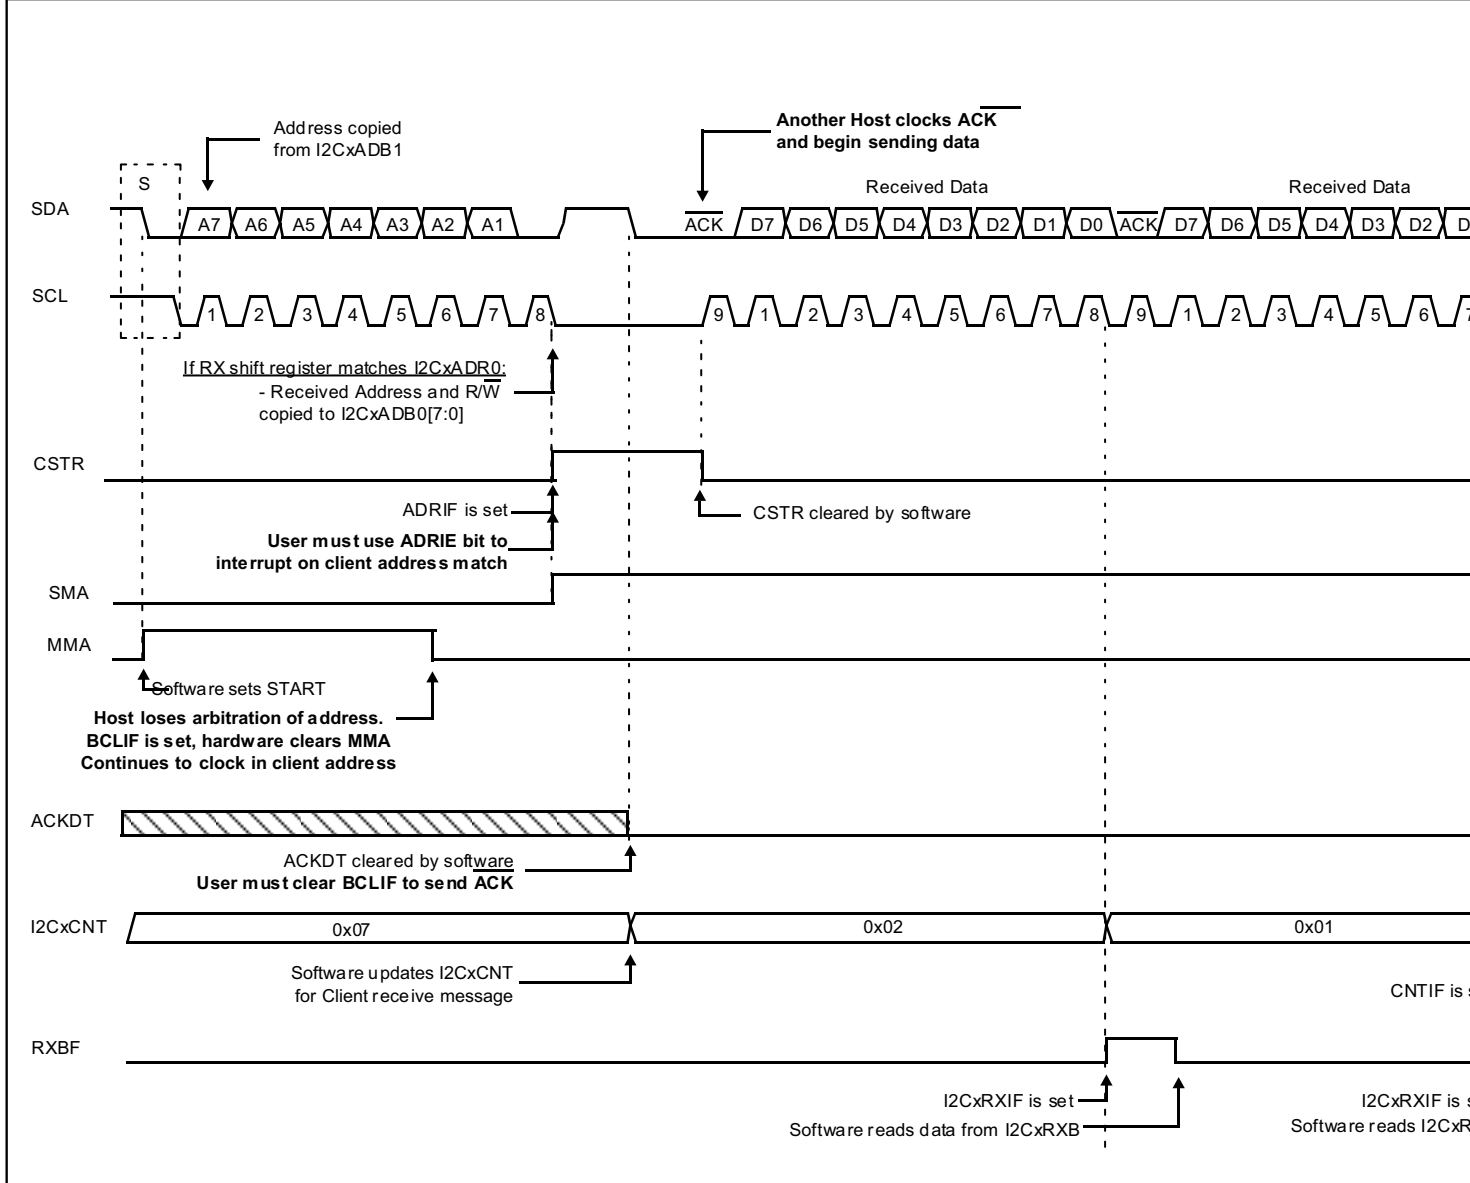 Another Host clocks ACK
and begin sending data
Address copied
from I2CxADB1
S
Received Data
Received Data
SDA
A7 A6 A5 A4 A3 A2 A1 ACK D7 D6 D5 D4 D3 D2 D1 D0 ACK D7 D6 D5 D4 D3 D2 D
SCL
1 2 3 4 5 6 7 8 9 1 2 3 4 5 6 7 8 9 1 2 3 4 5 6 7
If RX shift register matches I2CxADR0:
- Received Address and R/W
copied to I2CxADB0[7:0]
CSTR
ADRIF is set
CSTR cleared by software
User must use ADRIE bit to
interrupt on client address match
SMA
MMA
Software sets START
Host loses arbitration of address.
BCLIF is set, hardware clears MMA
Continues to clock in client address
ACKDT
ACKDT cleared by software
User must clear BCLIF to send ACK
I2CxCNT
0x07
0x02
0x01
Software updates I2CxCNT
for Client receive message
CNTIF is s
RXBF
I2CxRXIF is set
Software reads data from I2CxRXB
I2CxRXIF is s
Software reads I2CxR